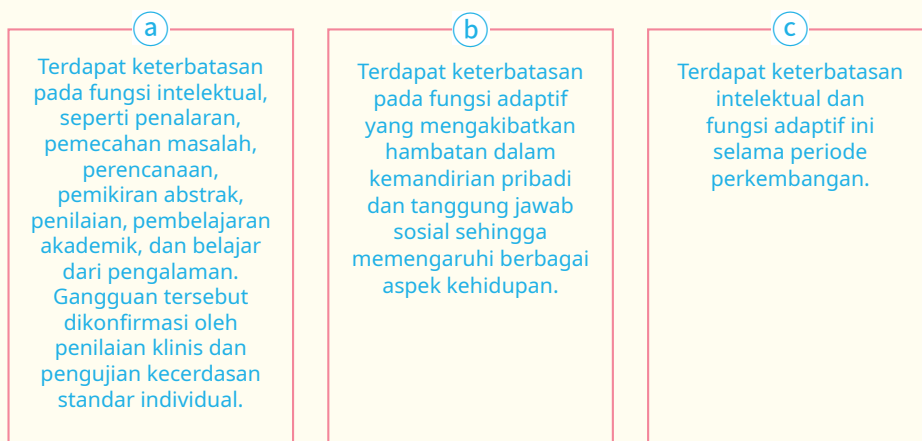 a
Terdapat keterbatasan
pada fungsi intelektual,
seperti penalaran,
pemecahan masalah,
perencanaan,
pemikiran abstrak,
penilaian, pembelajaran
akademik, dan belajar
dari pengalaman.
Gangguan tersebut
dikonfirmasi oleh
penilaian klinis dan
pengujian kecerdasan
standar individual.
b
Terdapat keterbatasan
pada fungsi adaptif
yang mengakibatkan
hambatan dalam
kemandirian pribadi
dan tanggung jawab
sosial sehingga
memengaruhi berbagai
aspek kehidupan.
c
Terdapat keterbatasan
intelektual dan
fungsi adaptif ini
selama periode
perkembangan.